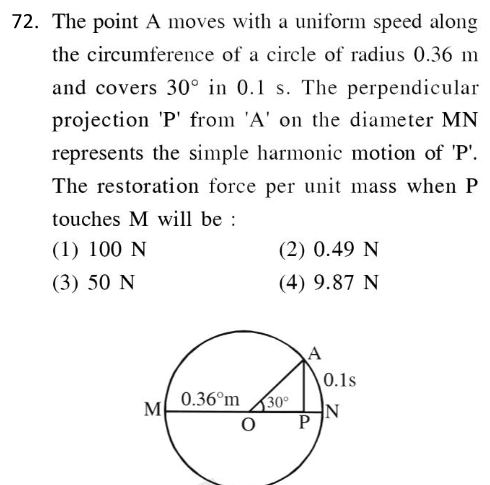 72. The point A moves with a uniform speed along
the circumference of a circle of radius 0.36 m
and covers 30° in 0.1 s. The perpendicular
projection 'P' from 'A' on the diameter MN
represents the simple harmonic motion of 'P'.
The restoration force per unit mass when P
touches M will be :
(1) 100 N (2) 0.49 N
(3) 50 N (4) 9.87 N
A
0.1s
0.36°m 30°
M N
O P